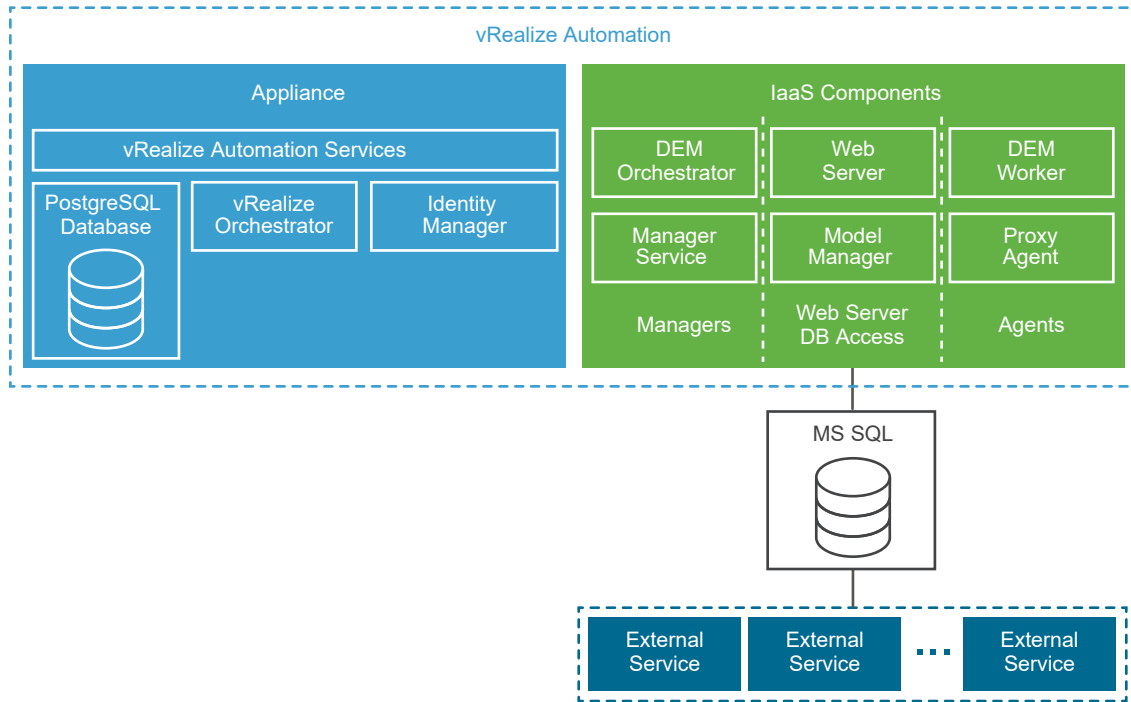 vRealize Automation
Appliance
vRealize Automation Services
PostgreSQL
Database
vRealize
Orchestrator
Identity
Manager
IaaS Components
DEM
Orchestrator
Web
Server
DEM
Worker
Manager
Service
Model
Manager
Proxy
Agent
Managers
Web Server
DB Access
Agents
MS SQL
External
Service
External
Service
External
Service